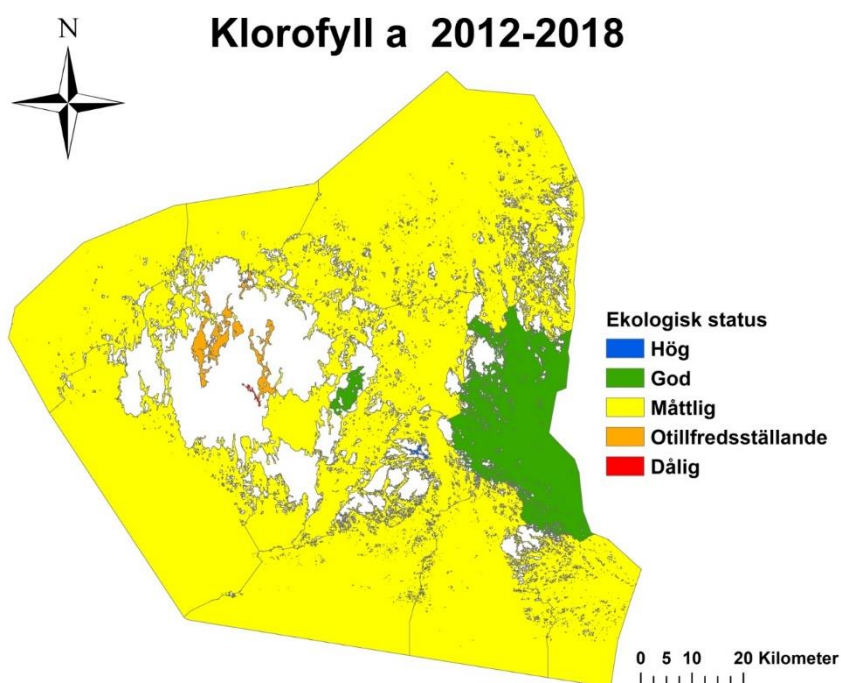 N
Klorofyll a 2012-2018
Ekologisk status
Hög
God
Måttlig
Otillfredsställande
Dålig
0 5 10 20 Kilometer